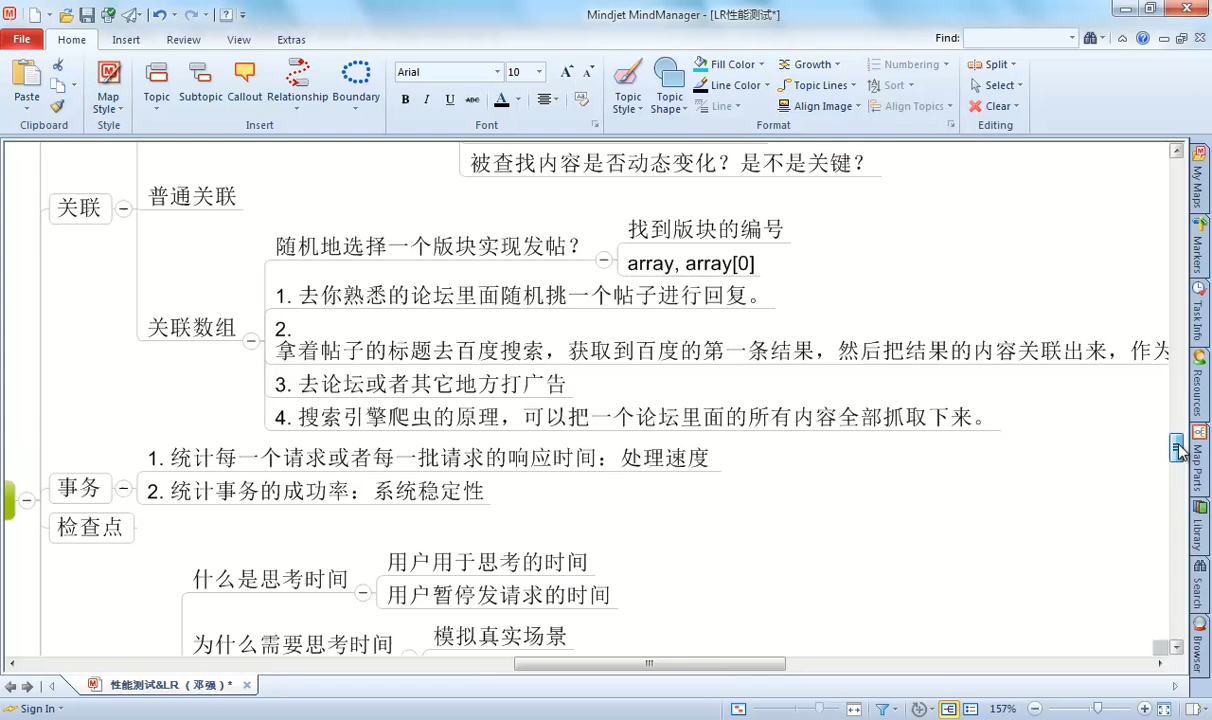 Mindjet MindManager - [LR性能测试*]
File Home Insert Review View Extras
Find:
Paste
Map Style
Topic Subtopic Callout Relationship Boundary
Arial 10
B I U abc A
Topic Style
Topic Shape
Fill Color Growth Numbering
Line Color Topic Lines Sort
Line Align Image Align Topics
Split
Select
Clear
Clipboard Style Insert Font Format Editing
被查找内容是否动态变化？是不是关键？
普通关联
关联
找到版块的编号
随机地选择一个版块实现发帖？
array, array[0]
1. 去你熟悉的论坛里面随机挑一个帖子进行回复。
关联数组
2.
拿着帖子的标题去百度搜索，获取到百度的第一条结果，然后把结果的内容关联出来，作为
3. 去论坛或者其它地方打广告
4. 搜索引擎爬虫的原理，可以把一个论坛里面的所有内容全部抓取下来。
1. 统计每一个请求或者每一批请求的响应时间：处理速度
事务
2. 统计事务的成功率：系统稳定性
检查点
用户用于思考的时间
什么是思考时间
用户暂停发请求的时间
模拟真实场景
为什么需要思考时间
My Maps
Markers
Task Info
Resources
Map Parts
Library
Search
Browser
性能测试&LR （邓强）*
Sign In
157%